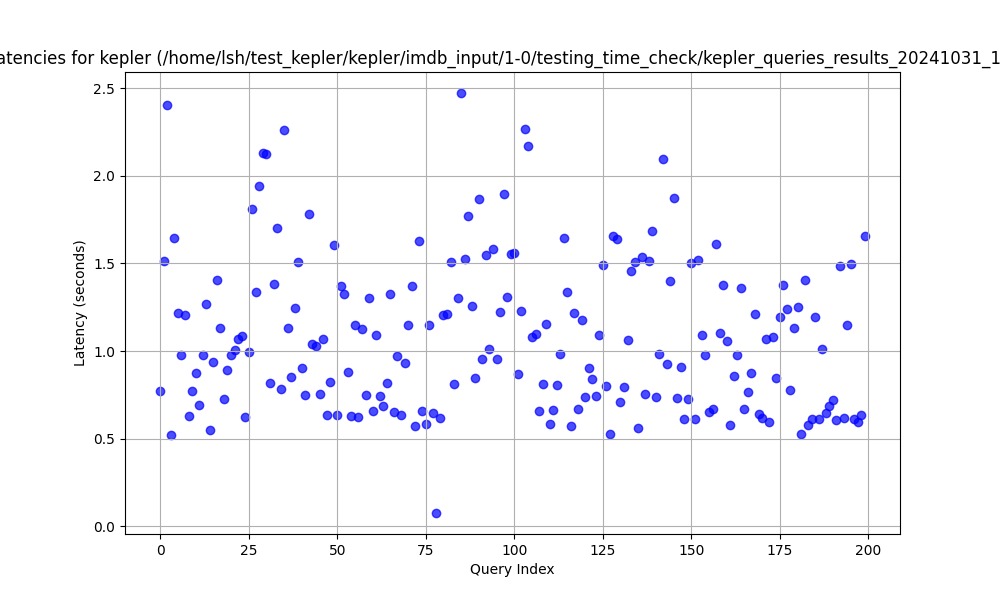 atencies for kepler (/home/lsh/test_kepler/kepler/imdb_input/1-0/testing_time_check/kepler_queries_results_20241031_1
2.5
2.0
1.5
1.0
0.5
0.0
Latency (seconds)
0 25 50 75 100 125 150 175 200
Query Index